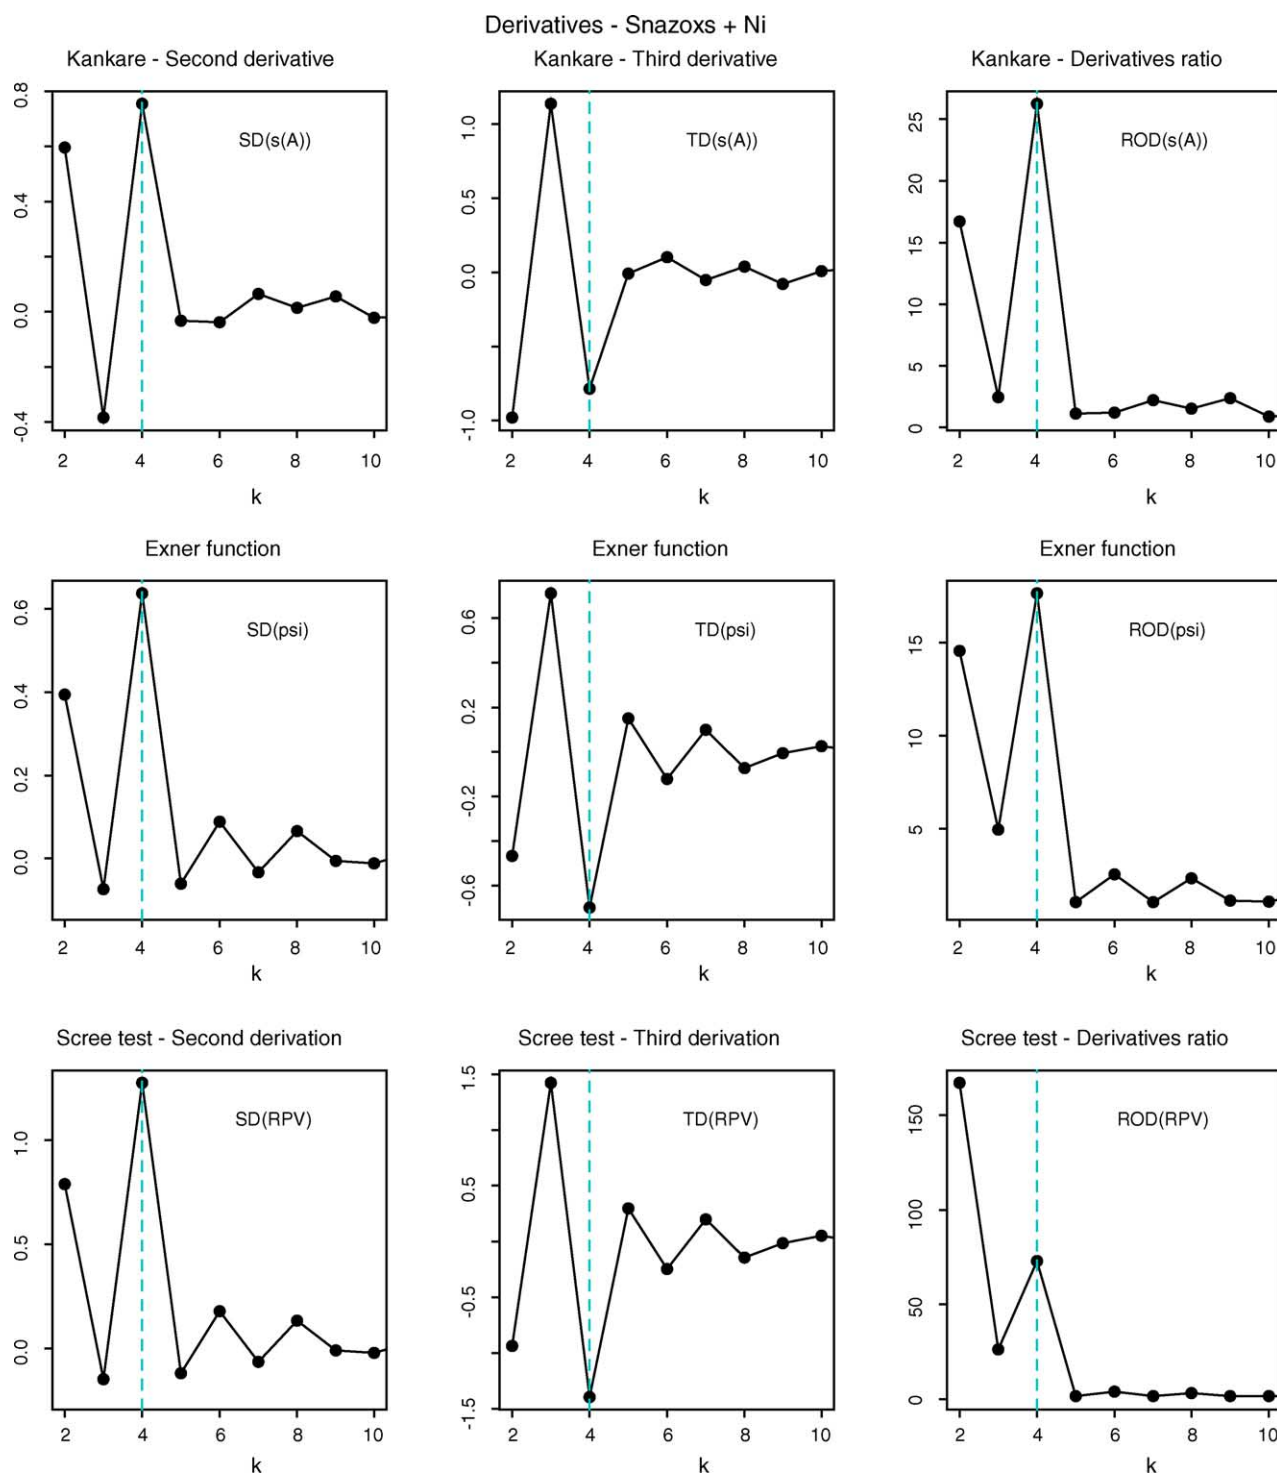 Derivatives - Snazoxs + Ni
Kankare - Second derivative
Kankare - Third derivative
Kankare - Derivatives ratio
SD(s(A))
0.8
0.4
0.0
-0.4
2 4 6 8 10
k
TD(s(A))
1.0
0.5
0.0
-1.0
2 4 6 8 10
k
ROD(s(A))
25
20
15
10
5
0
2 4 6 8 10
k
Exner function
Exner function
Exner function
SD(psi)
0.6
0.4
0.2
0.0
2 4 6 8 10
k
TD(psi)
0.6
0.2
-0.2
-0.6
2 4 6 8 10
k
ROD(psi)
15
10
5
2 4 6 8 10
k
Scree test - Second derivation
Scree test - Third derivation
Scree test - Derivatives ratio
SD(RPV)
1.0
0.5
0.0
2 4 6 8 10
k
TD(RPV)
1.5
0.5
-0.5
-1.5
2 4 6 8 10
k
ROD(RPV)
150
100
50
0
2 4 6 8 10
k